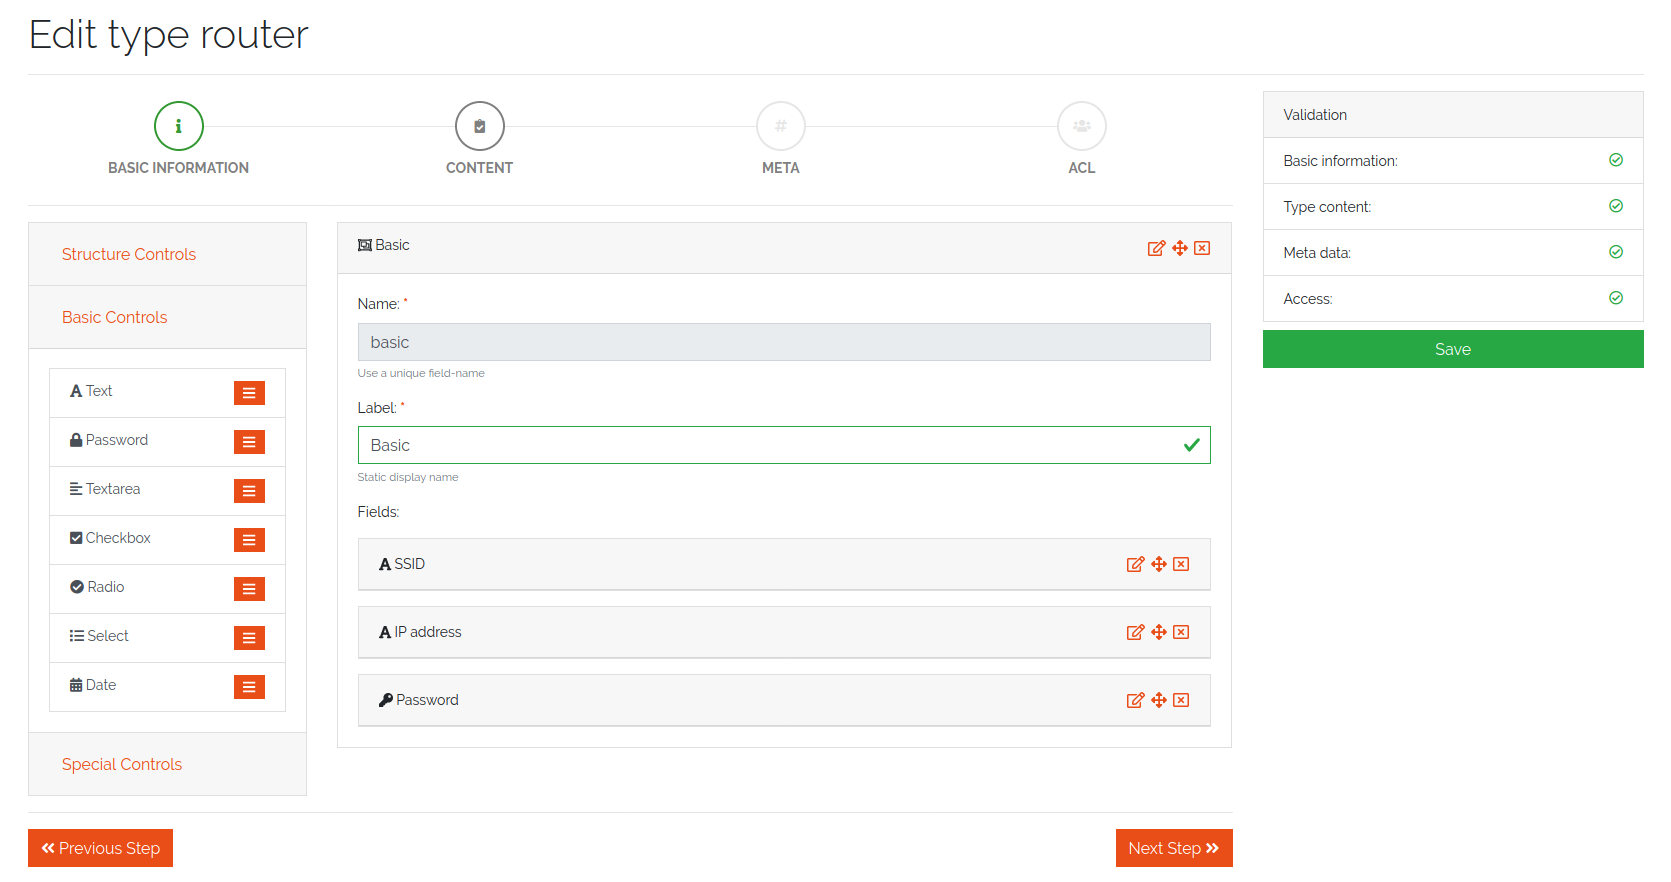 Edit type router
BASIC INFORMATION
CONTENT
#
META
ACL
Structure Controls
Basic Controls
Text
Password
Textarea
Checkbox
Radio
Select
Date
Special Controls
Basic
Name: *
basic
Use a unique field-name
Label: *
Basic
Static display name
Fields:
SSID
IP address
Password
Previous Step
Next Step
Validation
Basic information:
Type content:
Meta data:
Access:
Save